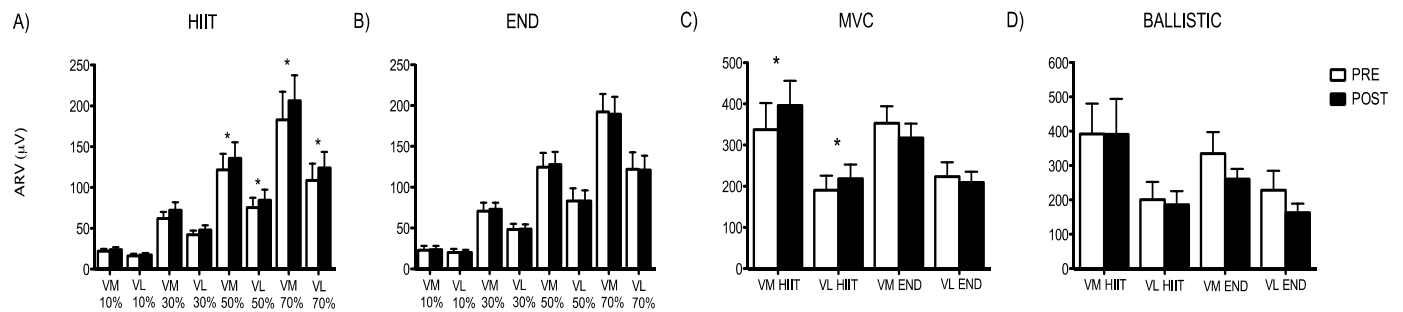 A) HIIT B) END C) MVC D) BALLISTIC
ARV (µV)
250
200
150
100
50
0
VM VL VM VL VM VL VM VL
10% 10% 30% 30% 50% 50% 70% 70%
* * * *
250
200
150
100
50
0
VM VL VM VL VM VL VM VL
10% 10% 30% 30% 50% 50% 70% 70%
500
400
300
200
100
0
* *
VM HIIT VL HIIT VM END VL END
600
500
400
300
200
100
0
VM HIIT VL HIIT VM END VL END
PRE
POST